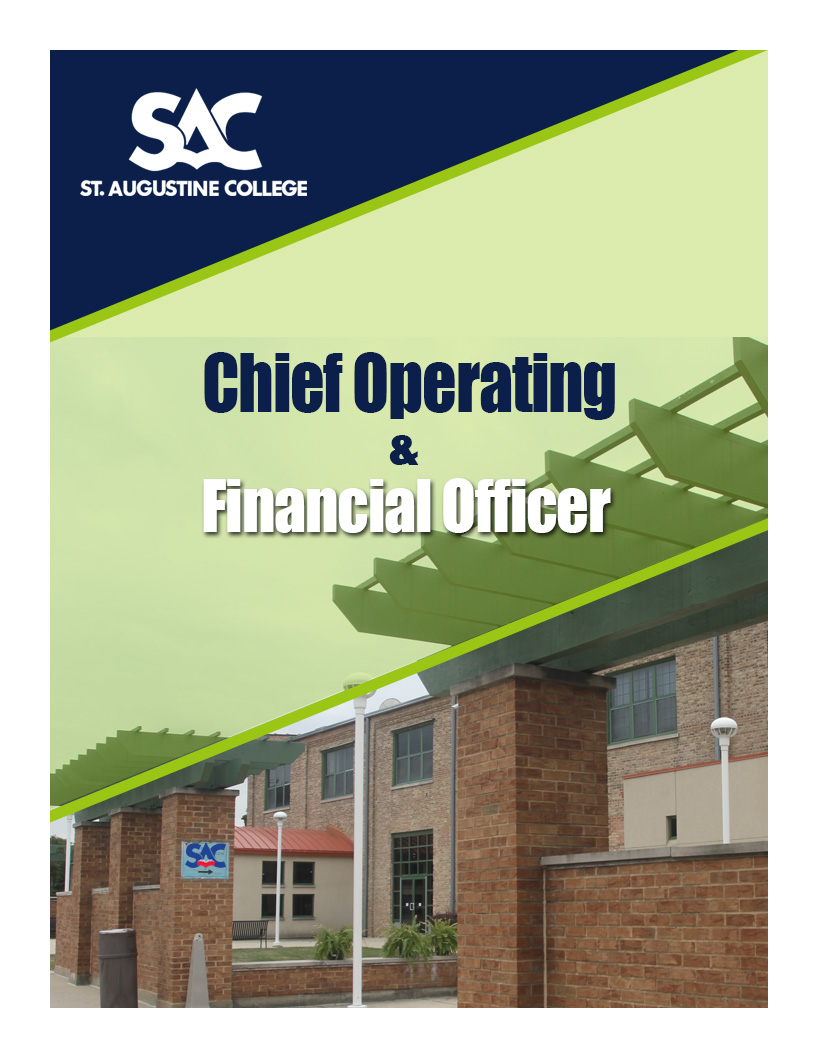 SAC
ST. AUGUSTINE COLLEGE
Chief Operating
&
Financial Officer
SAC